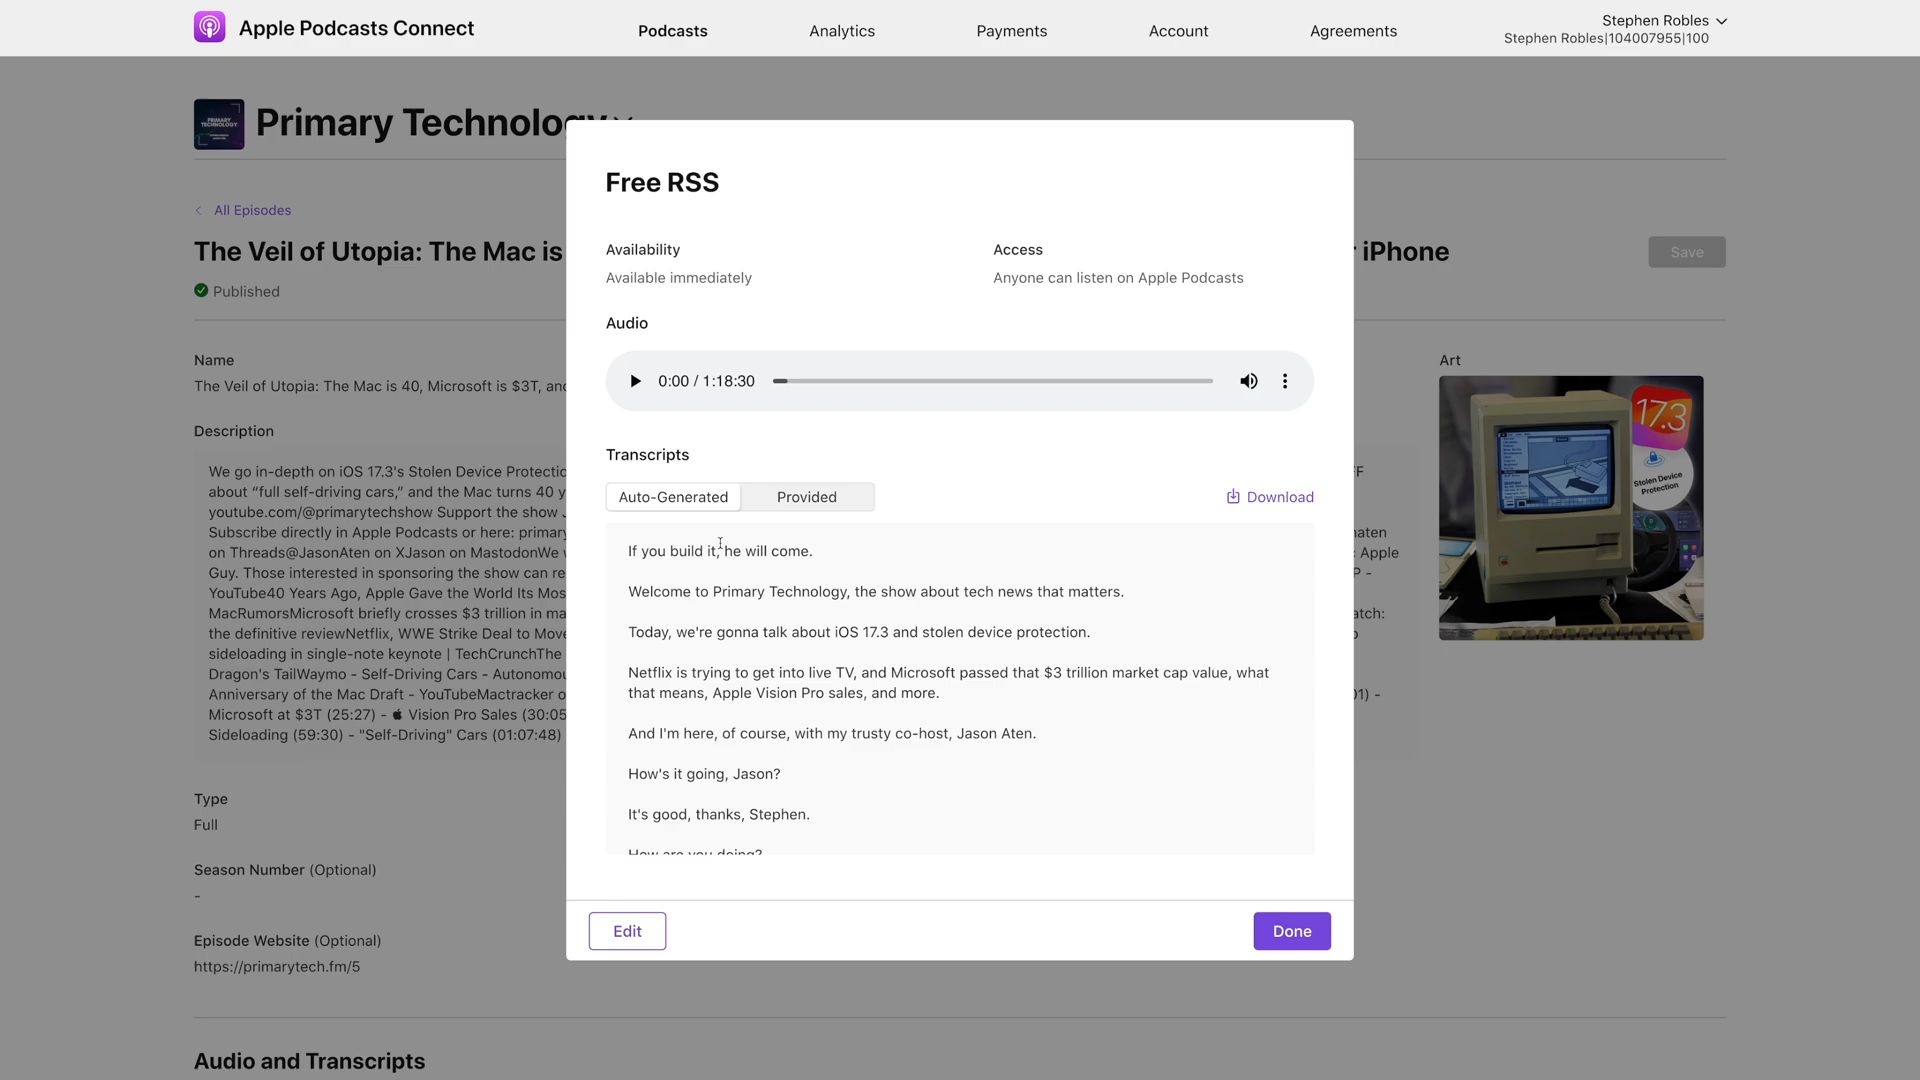 Apple Podcasts Connect
Podcasts
Analytics
Payments
Account
Agreements
Stephen Robles
Stephen Robles|104007955|100
PRIMARY
TECHNOLOGY
Primary Technology
All Episodes
The Veil of Utopia: The Mac is
iPhone
Save
Published
Name
The Veil of Utopia: The Mac is 40, Microsoft is $3T, and
Description
We go in-depth on iOS 17.3's Stolen Device Protectio
about “full self-driving cars,” and the Mac turns 40 y
youtube.com/@primarytechshow Support the show
Subscribe directly in Apple Podcasts or here: primary
on Threads@JasonAten on XJason on MastodonWe
Guy. Those interested in sponsoring the show can re
YouTube40 Years Ago, Apple Gave the World Its Mos
MacRumorsMicrosoft briefly crosses $3 trillion in ma
the definitive reviewNetflix, WWE Strike Deal to Move
sideloading in single-note keynote | TechCrunchThe
Dragon's TailWaymo - Self-Driving Cars - Autonomou
Anniversary of the Mac Draft - YouTubeMactracker o
Microsoft at $3T (25:27) -  Vision Pro Sales (30:05
Sideloading (59:30) - "Self-Driving" Cars (01:07:48)
FF
naten
: Apple
P -
atch:
o
01) -
Type
Full
Season Number (Optional)
-
Episode Website (Optional)
https://primarytech.fm/5
Audio and Transcripts
Art
17.3
Stolen Device
Protection
Free RSS
Availability
Available immediately
Access
Anyone can listen on Apple Podcasts
Audio
0:00 / 1:18:30
Transcripts
Auto-Generated
Provided
Download
If you build it, he will come.
Welcome to Primary Technology, the show about tech news that matters.
Today, we're gonna talk about iOS 17.3 and stolen device protection.
Netflix is trying to get into live TV, and Microsoft passed that $3 trillion market cap value, what
that means, Apple Vision Pro sales, and more.
And I'm here, of course, with my trusty co-host, Jason Aten.
How's it going, Jason?
It's good, thanks, Stephen.
How are you doing?
Edit
Done